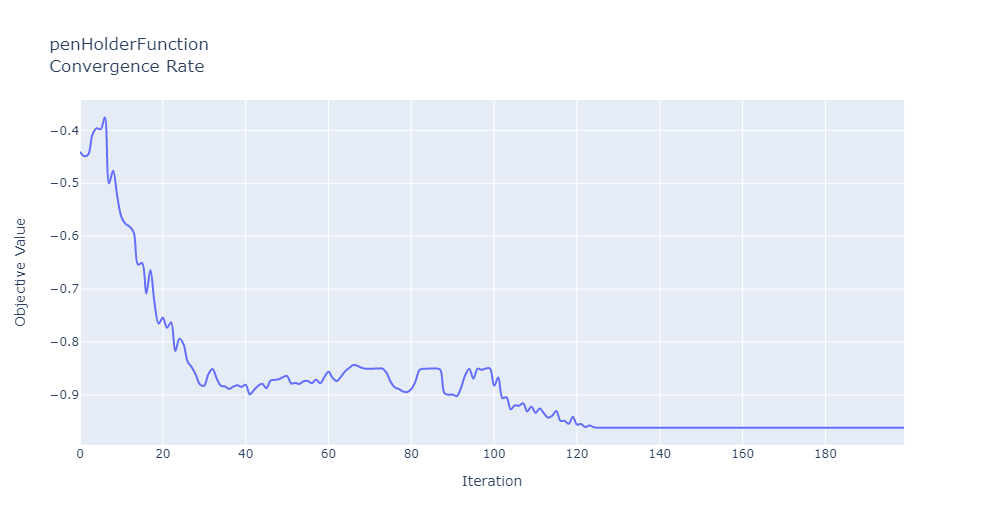 penHolderFunction
Convergence Rate
Objective Value
−0.4
−0.5
−0.6
−0.7
−0.8
−0.9
0 20 40 60 80 100 120 140 160 180
Iteration